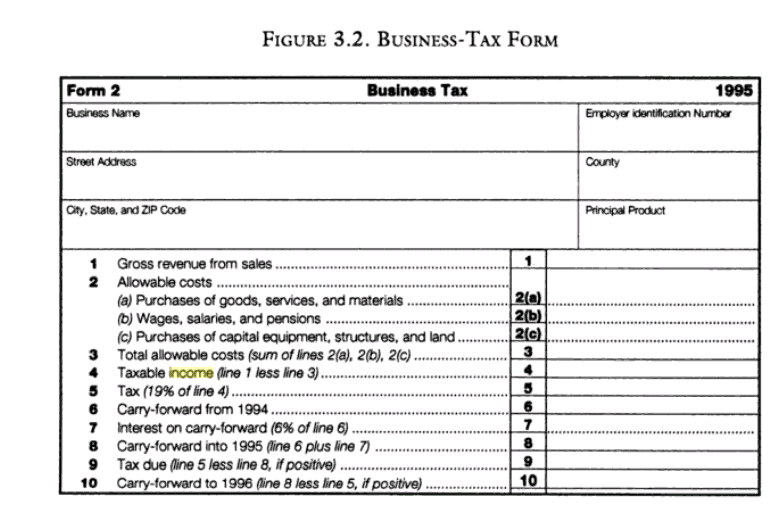 FIGURE 3.2. BUSINESS-TAX FORM
Form 2 Business Tax 1995
Business Name Employer identification Number
Street Address County
City, State, and ZIP Code Principal Product
1 Gross revenue from sales 1
2 Allowable costs
(a) Purchases of goods, services, and materials 2(a)
(b) Wages, salaries, and pensions 2(b)
(c) Purchases of capital equipment, structures, and land 2(c)
3 Total allowable costs (sum of lines 2(a), 2(b), 2(c) 3
4 Taxable income (line 1 less line 3) 4
5 Tax (19% of line 4) 5
6 Carry-forward from 1994 6
7 Interest on carry-forward (6% of line 6) 7
8 Carry-forward into 1995 (line 6 plus line 7) 8
9 Tax due (line 5 less line 8, if positive) 9
10 Carry-forward to 1996 (line 8 less line 5, if positive) 10